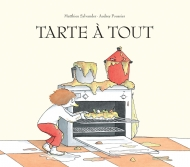 Matthieu Sylvander · Audrey Poussier
TARTE À TOUT